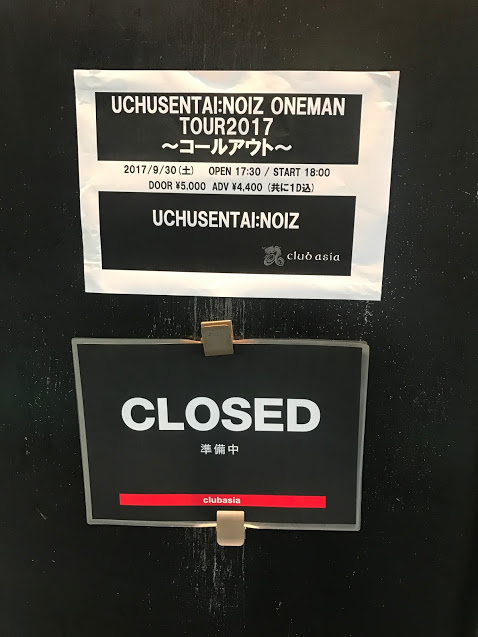 UCHUSENTAI:NOIZ ONEMAN
TOUR2017
～コールアウト～
2017/9/30(土) OPEN 17:30 / START 18:00
DOOR ¥5,000 ADV ¥4,400 (共に1D込)
UCHUSENTAI:NOIZ
club asia
CLOSED
準備中
clubasia